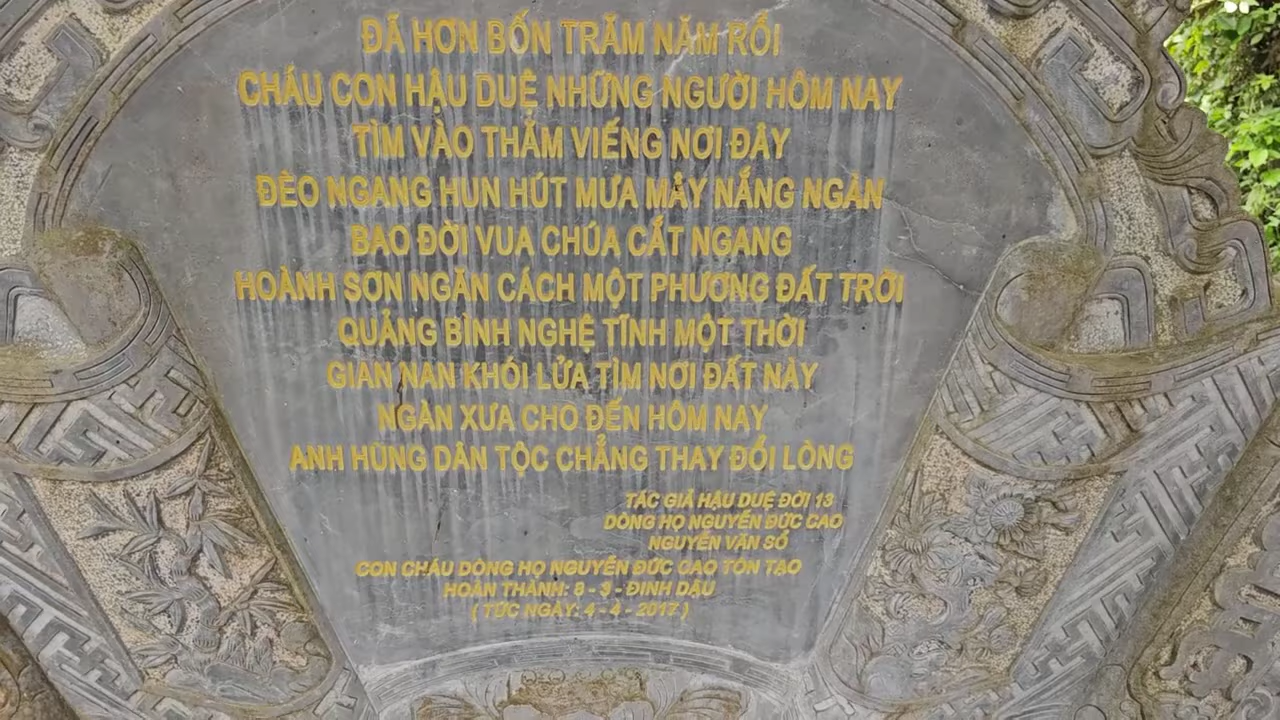 ĐÃ HƠN BỐN TRĂM NĂM RỒI
CHÁU CON HẬU DUỆ NHỮNG NGƯỜI HÔM NAY
TÌM VÀO THĂM VIẾNG NƠI ĐÂY
ĐÈO NGANG HUN HÚT MƯA MÂY NẮNG NGÀN
BAO ĐỜI VUA CHÚA CẮT NGANG
HOÀNH SƠN NGĂN CÁCH MỘT PHƯƠNG ĐẤT TRỜI
QUẢNG BÌNH NGHỆ TĨNH MỘT THỜI
GIAN NAN KHÓI LỬA TÌM NƠI ĐẤT NÀY
NGÀN XƯA CHO ĐẾN HÔM NAY
ANH HÙNG DÂN TỘC CHẲNG THAY ĐỔI LÒNG
TÁC GIẢ HẬU DUỆ ĐỜI 13
DÒNG HỌ NGUYỄN ĐỨC CAO
NGUYỄN VĂN SỔ
CON CHÁU DÒNG HỌ NGUYỄN ĐỨC CAO TÔN TẠO
HOÀN THÀNH: 8 - 3 - ĐINH DẬU
( TỨC NGÀY: 4 - 4 - 2017 )